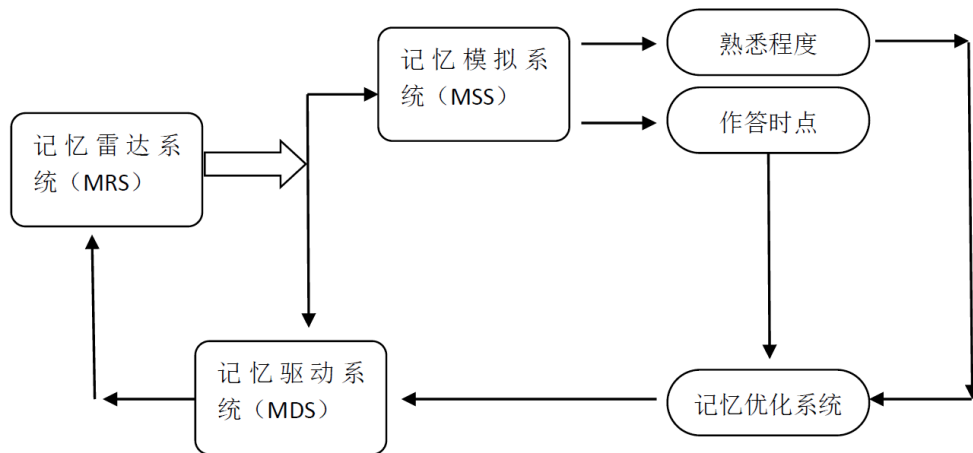 记忆模拟系
统（MSS）
熟悉程度
作答时点
记忆雷达系
统（MRS）
记忆驱动系
统（MDS）
记忆优化系统